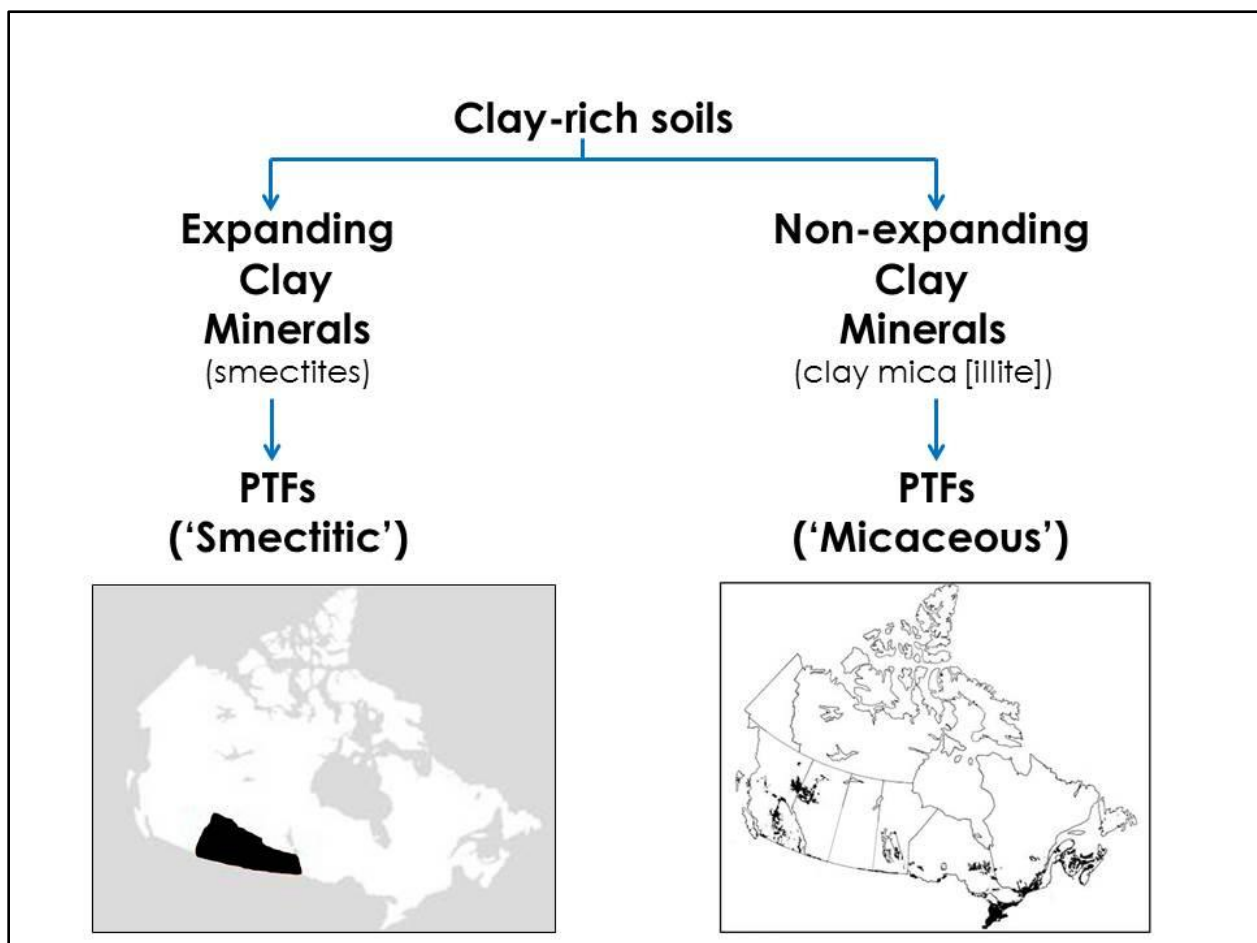 Clay-rich soils
Expanding
Clay
Minerals
(smectites)
Non-expanding
Clay
Minerals
(clay mica [illite])
PTFs
(‘Smectitic’)
PTFs
(‘Micaceous’)